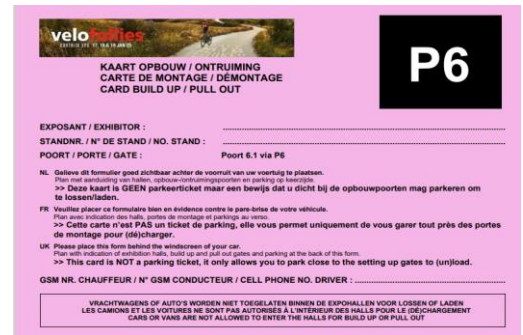 velofollies
P6
KAART OPBOUW / ONTRUIMING
CARTE DE MONTAGE / DÉMONTAGE
CARD BUILD UP / PULL OUT
EXPOSANT / EXHIBITOR :
STANDNR. / N° DE STAND / NO. STAND :
POORT / PORTE / GATE : Poort 6.1 via P6
NL Gelieve dit formulier goed zichtbaar achter de voorruit van uw voertuig te plaatsen.
Plan met aanduiding van hallen, opbouw-/ontruimingspoorten en parking op keerzijde.
>> Deze kaart is GEEN parkeerticket maar een bewijs dat u dicht bij de opbouwpoorten mag parkeren om
te lossen/laden.
FR Veuillez placer ce formulaire bien en évidence contre le pare-brise de votre véhicule.
Plan avec indication des halls, portes de montage et parkings au verso.
>> Cette carte n'est PAS un ticket de parking, elle vous permet uniquement de vous garer tout près des portes
de montage pour (dé)charger.
UK Please place this form behind the windscreen of your car.
Plan with indication of exhibition halls, build up and pull out gates and parking at the back of this form.
>> This card is NOT a parking ticket, it only allows you to park close to the setting up gates to (un)load.
GSM NR. CHAUFFEUR / N° GSM CONDUCTEUR / CELL PHONE NO. DRIVER :
VRACHTWAGENS OF AUTO'S WORDEN NIET TOEGELATEN BINNEN DE EXPOHALLEN VOOR LOSSEN OF LADEN
LES CAMIONS ET LES VOITURES NE SONT PAS AUTORISÉS À L'INTÉRIEUR DES HALLS POUR LE (DÉ)CHARGEMENT
CARS OR VANS ARE NOT ALLOWED TO ENTER THE HALLS FOR BUILD UP OR PULL OUT